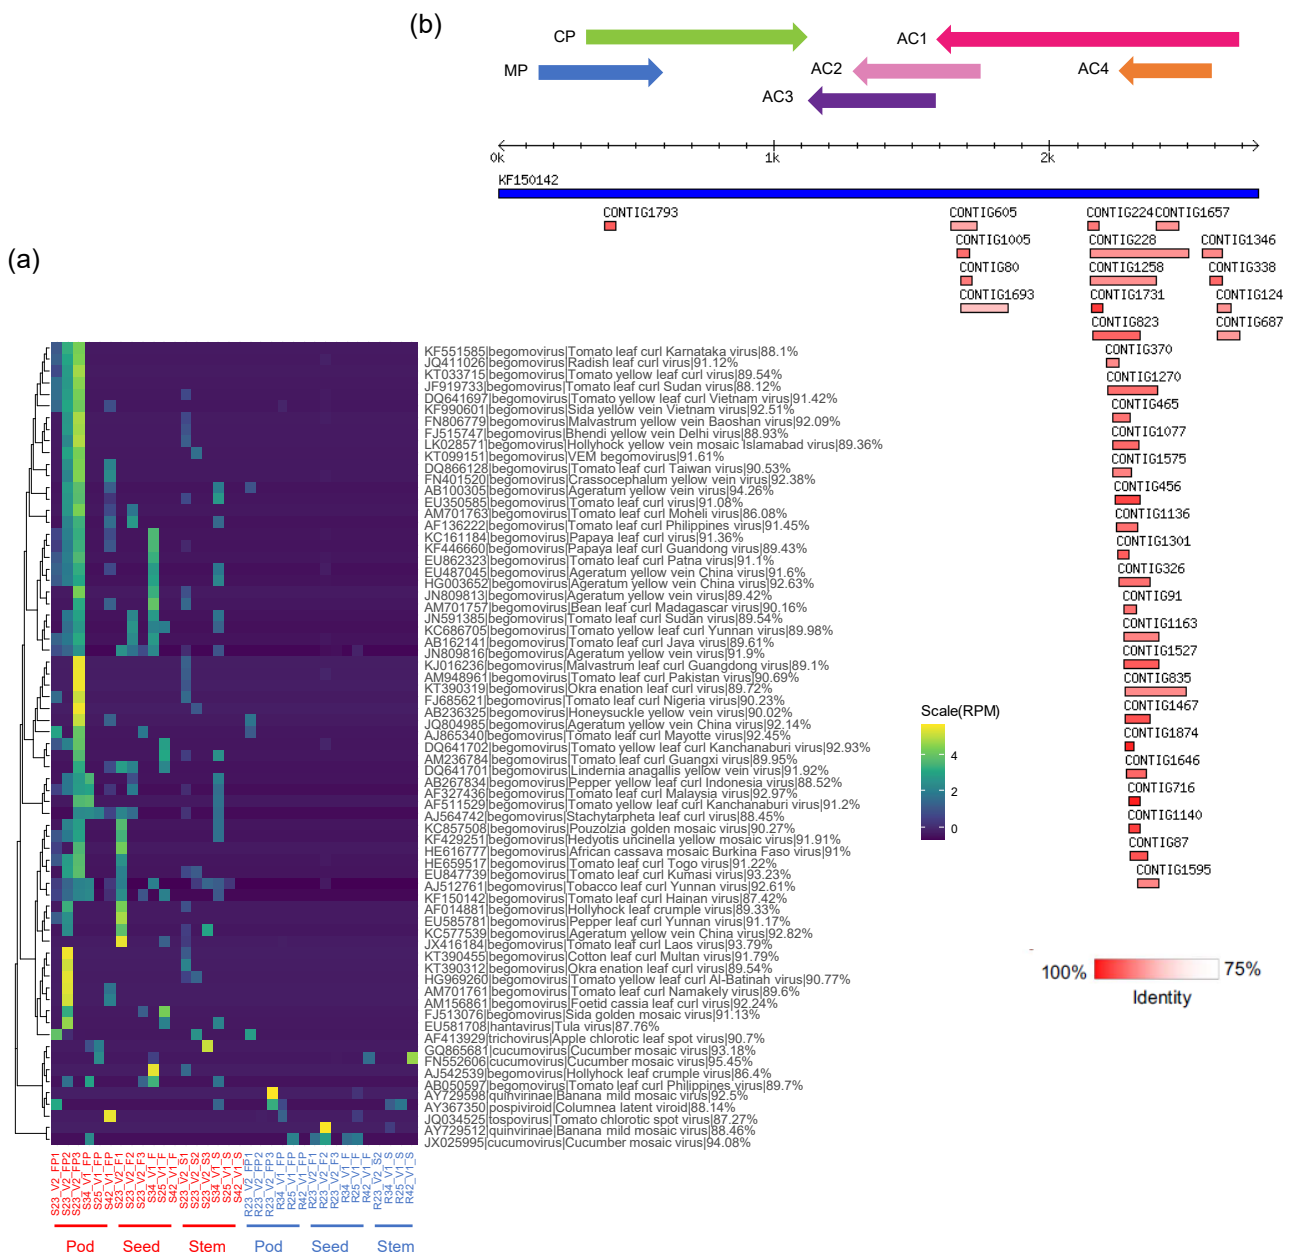 (b)
CP
AC1
MP
AC2
AC4
AC3
0k
1k
2k
KF150142
CONTIG1793
CONTIG605
CONTIG224
CONTIG1657
CONTIG1005
CONTIG228
CONTIG1346
CONTIG80
CONTIG1258
CONTIG338
CONTIG1693
CONTIG1731
CONTIG124
CONTIG823
CONTIG687
CONTIG370
CONTIG1270
CONTIG465
CONTIG1077
CONTIG1575
CONTIG456
CONTIG1136
CONTIG1301
CONTIG326
CONTIG91
CONTIG1163
CONTIG1527
CONTIG835
CONTIG1467
CONTIG1874
CONTIG1646
CONTIG716
CONTIG1140
CONTIG87
CONTIG1595
100%
75%
Identity
(a)
KF551585|begomovirus|Tomato leaf curl Karnataka virus|88.1%
JQ411026|begomovirus|Radish leaf curl virus|91.12%
KT033715|begomovirus|Tomato yellow leaf curl virus|89.54%
JF919733|begomovirus|Tomato leaf curl Sudan virus|88.12%
DQ641697|begomovirus|Tomato yellow leaf curl Vietnam virus|91.42%
KF990601|begomovirus|Sida yellow vein Vietnam virus|92.51%
FN806779|begomovirus|Malvastrum yellow vein Baoshan virus|92.09%
FJ515747|begomovirus|Bhendi yellow vein Delhi virus|88.93%
LK028571|begomovirus|Hollyhock yellow vein mosaic Islamabad virus|89.36%
KT099151|begomovirus|VEM begomovirus|91.61%
DQ866128|begomovirus|Tomato leaf curl Taiwan virus|90.53%
FN401520|begomovirus|Crassocephalum yellow vein virus|92.38%
AB100305|begomovirus|Ageratum yellow vein virus|94.26%
EU350585|begomovirus|Tomato leaf curl virus|91.08%
AM701763|begomovirus|Tomato leaf curl Moheli virus|86.08%
AF136222|begomovirus|Tomato leaf curl Philippines virus|91.45%
KC161184|begomovirus|Papaya leaf curl virus|91.36%
KF446660|begomovirus|Papaya leaf curl Guandong virus|89.43%
EU862323|begomovirus|Tomato leaf curl Patna virus|91.1%
EU487045|begomovirus|Ageratum yellow vein China virus|91.6%
HG003652|begomovirus|Ageratum yellow vein China virus|92.63%
JN809813|begomovirus|Ageratum yellow vein virus|89.42%
AM701757|begomovirus|Bean leaf curl Madagascar virus|90.16%
JN591385|begomovirus|Tomato leaf curl Sudan virus|89.54%
KC686705|begomovirus|Tomato yellow leaf curl Yunnan virus|89.98%
AB162141|begomovirus|Tomato leaf curl Java virus|89.61%
JN809816|begomovirus|Ageratum yellow vein virus|91.9%
KJ016236|begomovirus|Malvastrum leaf curl Guangdong virus|89.1%
AM948961|begomovirus|Tomato leaf curl Pakistan virus|90.69%
KT390319|begomovirus|Okra enation leaf curl virus|89.72%
FJ685621|begomovirus|Tomato leaf curl Nigeria virus|90.23%
AB236325|begomovirus|Honeysuckle yellow vein virus|90.02%
JQ804985|begomovirus|Ageratum yellow vein China virus|92.14%
AJ865340|begomovirus|Tomato leaf curl Mayotte virus|92.45%
DQ641702|begomovirus|Tomato yellow leaf curl Kanchanaburi virus|92.93%
AM236784|begomovirus|Tomato leaf curl Guangxi virus|89.95%
DQ641701|begomovirus|Lindernia anagallis yellow vein virus|91.92%
AB267834|begomovirus|Pepper yellow leaf curl Indonesia virus|88.52%
AF327436|begomovirus|Tomato leaf curl Malaysia virus|92.97%
AF511529|begomovirus|Tomato yellow leaf curl Kanchanaburi virus|91.2%
AJ564742|begomovirus|Stachytarpheta leaf curl virus|88.45%
KC857508|begomovirus|Pouzolzia golden mosaic virus|90.27%
KF429251|begomovirus|Hedyotis uncinella yellow mosaic virus|91.91%
HE616777|begomovirus|African cassava mosaic Burkina Faso virus|91%
HE659517|begomovirus|Tomato leaf curl Togo virus|91.22%
EU847739|begomovirus|Tomato leaf curl Kumasi virus|93.23%
AJ512761|begomovirus|Tobacco leaf curl Yunnan virus|92.61%
KF150142|begomovirus|Tomato leaf curl Hainan virus|87.42%
AF014881|begomovirus|Hollyhock leaf crumple virus|89.33%
EU585781|begomovirus|Pepper leaf curl Yunnan virus|91.17%
KC577539|begomovirus|Ageratum yellow vein China virus|92.82%
JX416184|begomovirus|Tomato leaf curl Laos virus|93.79%
KT390455|begomovirus|Cotton leaf curl Multan virus|91.79%
KT390312|begomovirus|Okra enation leaf curl virus|89.54%
HG969260|begomovirus|Tomato yellow leaf curl Al-Batinah virus|90.77%
AM701761|begomovirus|Tomato leaf curl Namakely virus|89.6%
AM156861|begomovirus|Foetid cassia leaf curl virus|92.24%
FJ513076|begomovirus|Sida golden mosaic virus|91.13%
EU581708|hantavirus|Tula virus|87.76%
AF413929|trichovirus|Apple chlorotic leaf spot virus|90.7%
GQ865681|cucumovirus|Cucumber mosaic virus|93.18%
FN552606|cucumovirus|Cucumber mosaic virus|95.45%
AJ542539|begomovirus|Hollyhock leaf crumple virus|86.4%
AB050597|begomovirus|Tomato leaf curl Philippines virus|89.7%
AY729598|quinvirinae|Banana mild mosaic virus|92.5%
AY367350|pospiviroid|Columnea latent viroid|88.14%
JQ034525|tospovirus|Tomato chlorotic spot virus|87.27%
AY729512|quinvirinae|Banana mild mosaic virus|88.46%
JX025995|cucumovirus|Cucumber mosaic virus|94.08%
Scale(RPM)
4
2
0
S23_V2_FP1
S23_V2_FP2
S23_V2_FP3
S34_V1_FP
S25_V1_FP
S42_V1_FP
S23_V2_F1
S23_V2_F2
S23_V2_F3
S34_V1_F
S25_V1_F
S42_V1_F
S23_V2_S1
S23_V2_S2
S23_V2_S3
S34_V1_S
S25_V1_S
S42_V1_S
R23_V2_FP1
R23_V2_FP2
R23_V2_FP3
R34_V1_FP
R25_V1_FP
R42_V1_FP
R23_V2_F1
R23_V2_F2
R23_V2_F3
R34_V1_F
R25_V1_F
R42_V1_F
R23_V2_S2
R34_V1_S
R25_V1_S
R42_V1_S
Pod
Seed
Stem
Pod
Seed
Stem